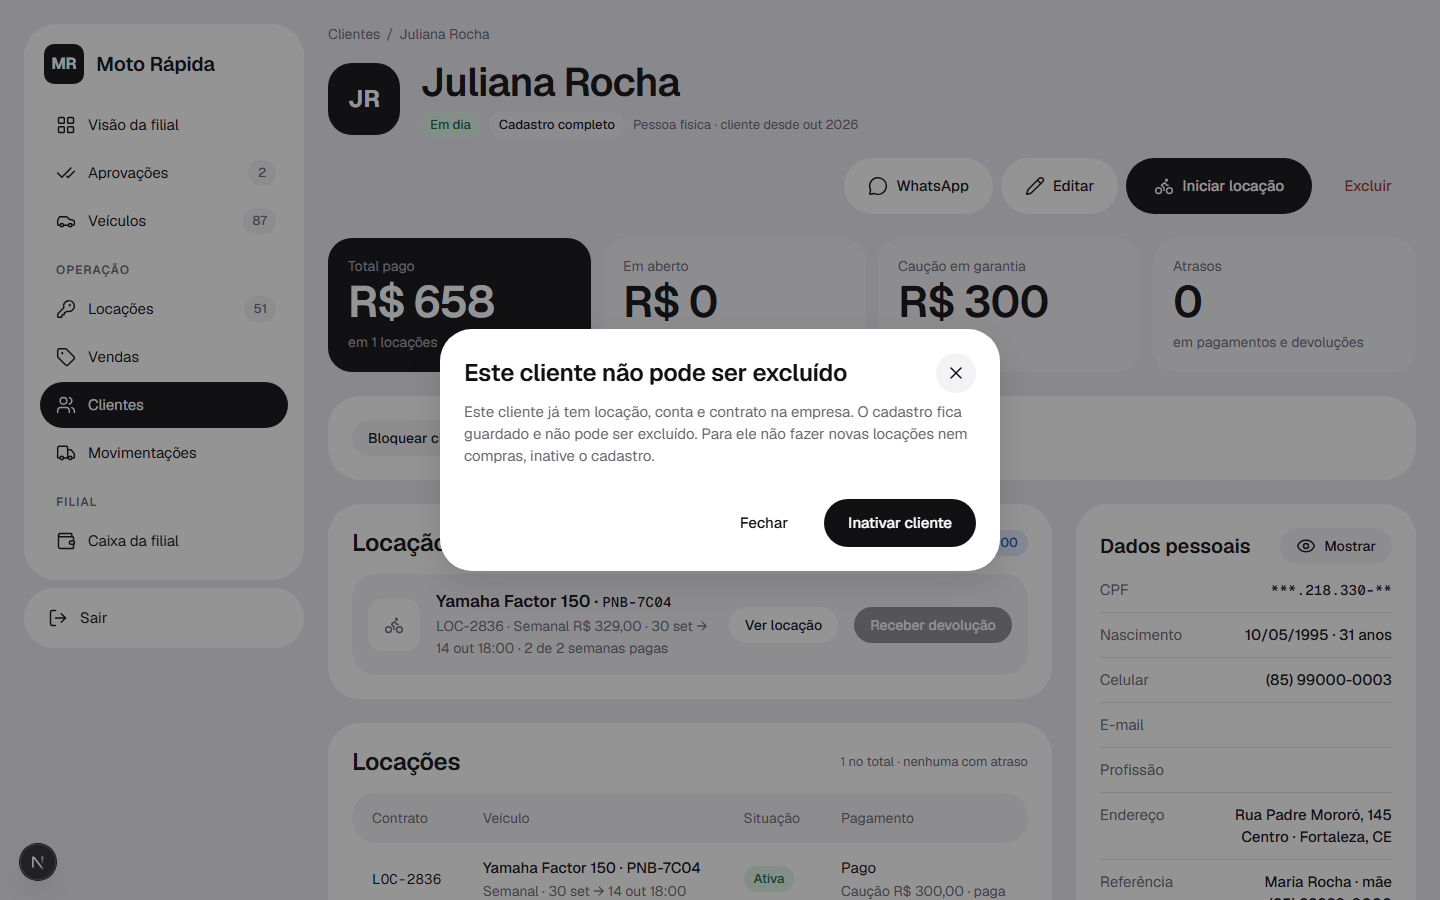 MR
Moto Rápida
Visão da filial
Aprovações
2
Veículos
87
OPERAÇÃO
Locações
51
Vendas
Clientes
Movimentações
FILIAL
Caixa da filial
Sair
N
Clientes / Juliana Rocha
JR
Juliana Rocha
Em dia
Cadastro completo
Pessoa física · cliente desde out 2026
WhatsApp
Editar
Iniciar locação
Excluir
Total pago
R$ 658
em 1 locações
Em aberto
R$ 0
Caução em garantia
R$ 300
Atrasos
0
em pagamentos e devoluções
Bloquear
Este cliente não pode ser excluído
Este cliente já tem locação, conta e contrato na empresa. O cadastro fica
guardado e não pode ser excluído. Para ele não fazer novas locações nem
compras, inative o cadastro.
Fechar
Inativar cliente
00
Yamaha Factor 150 · PNB-7C04
LOC-2836 · Semanal R$ 329,00 · 30 set →
14 out 18:00 · 2 de 2 semanas pagas
Ver locação
Receber devolução
Locações
1 no total · nenhuma com atraso
Contrato
Veículo
Situação
Pagamento
LOC-2836
Yamaha Factor 150 · PNB-7C04
Semanal · 30 set → 14 out 18:00
Ativa
Pago
Caução R$ 300,00 · paga
Dados pessoais
Mostrar
CPF
***.218.330-**
Nascimento
10/05/1995 · 31 anos
Celular
(85) 99000-0003
E-mail
Profissão
Endereço
Rua Padre Mororó, 145
Centro · Fortaleza, CE
Referência
Maria Rocha · mãe